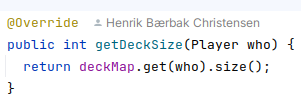 @Override Henrik Bærbak Christensen
public int getDeckSize(Player who) {
  return deckMap.get(who).size();
}